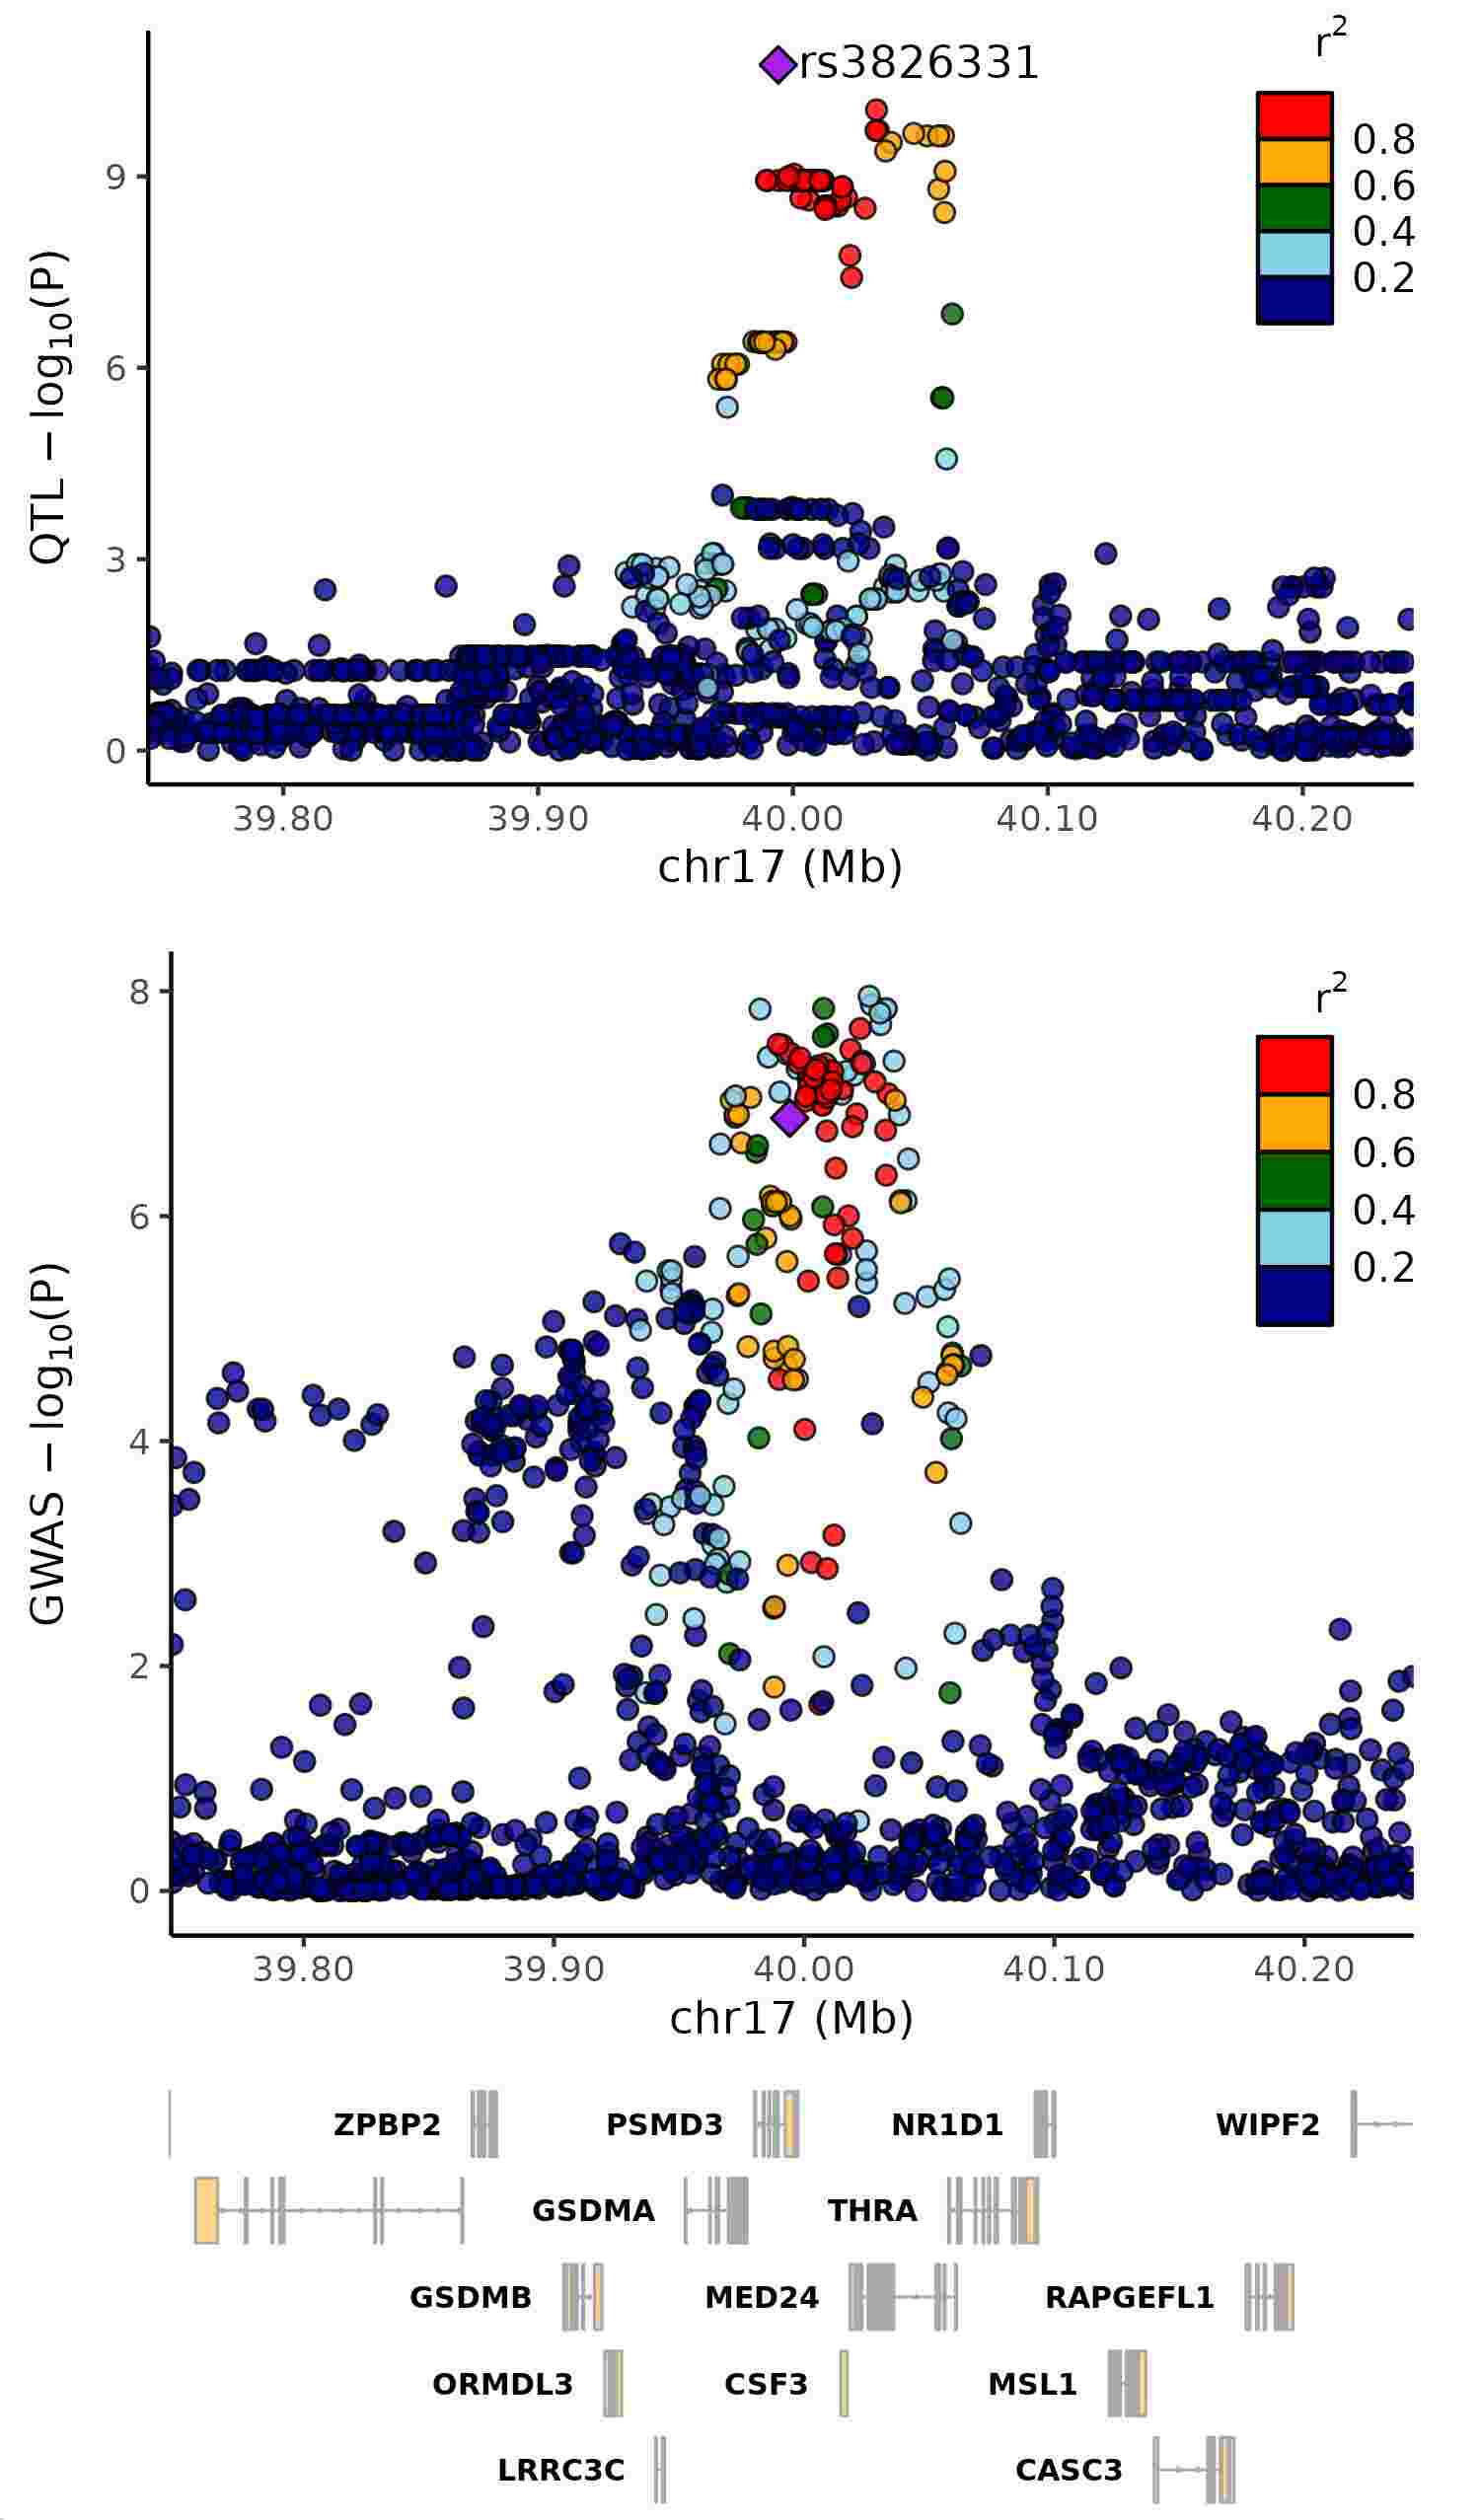 r2
rs3826331
0.8
0.6
0.4
0.2
9
6
3
0
QTL −log10(P)
39.80 39.90 40.00 40.10 40.20
chr17 (Mb)
r2
0.8
0.6
0.4
0.2
8
6
4
2
0
GWAS −log10(P)
39.80 39.90 40.00 40.10 40.20
chr17 (Mb)
ZPBP2 PSMD3 NR1D1 WIPF2
GSDMA THRA
GSDMB MED24 RAPGEFL1
ORMDL3 CSF3 MSL1
LRRC3C CASC3